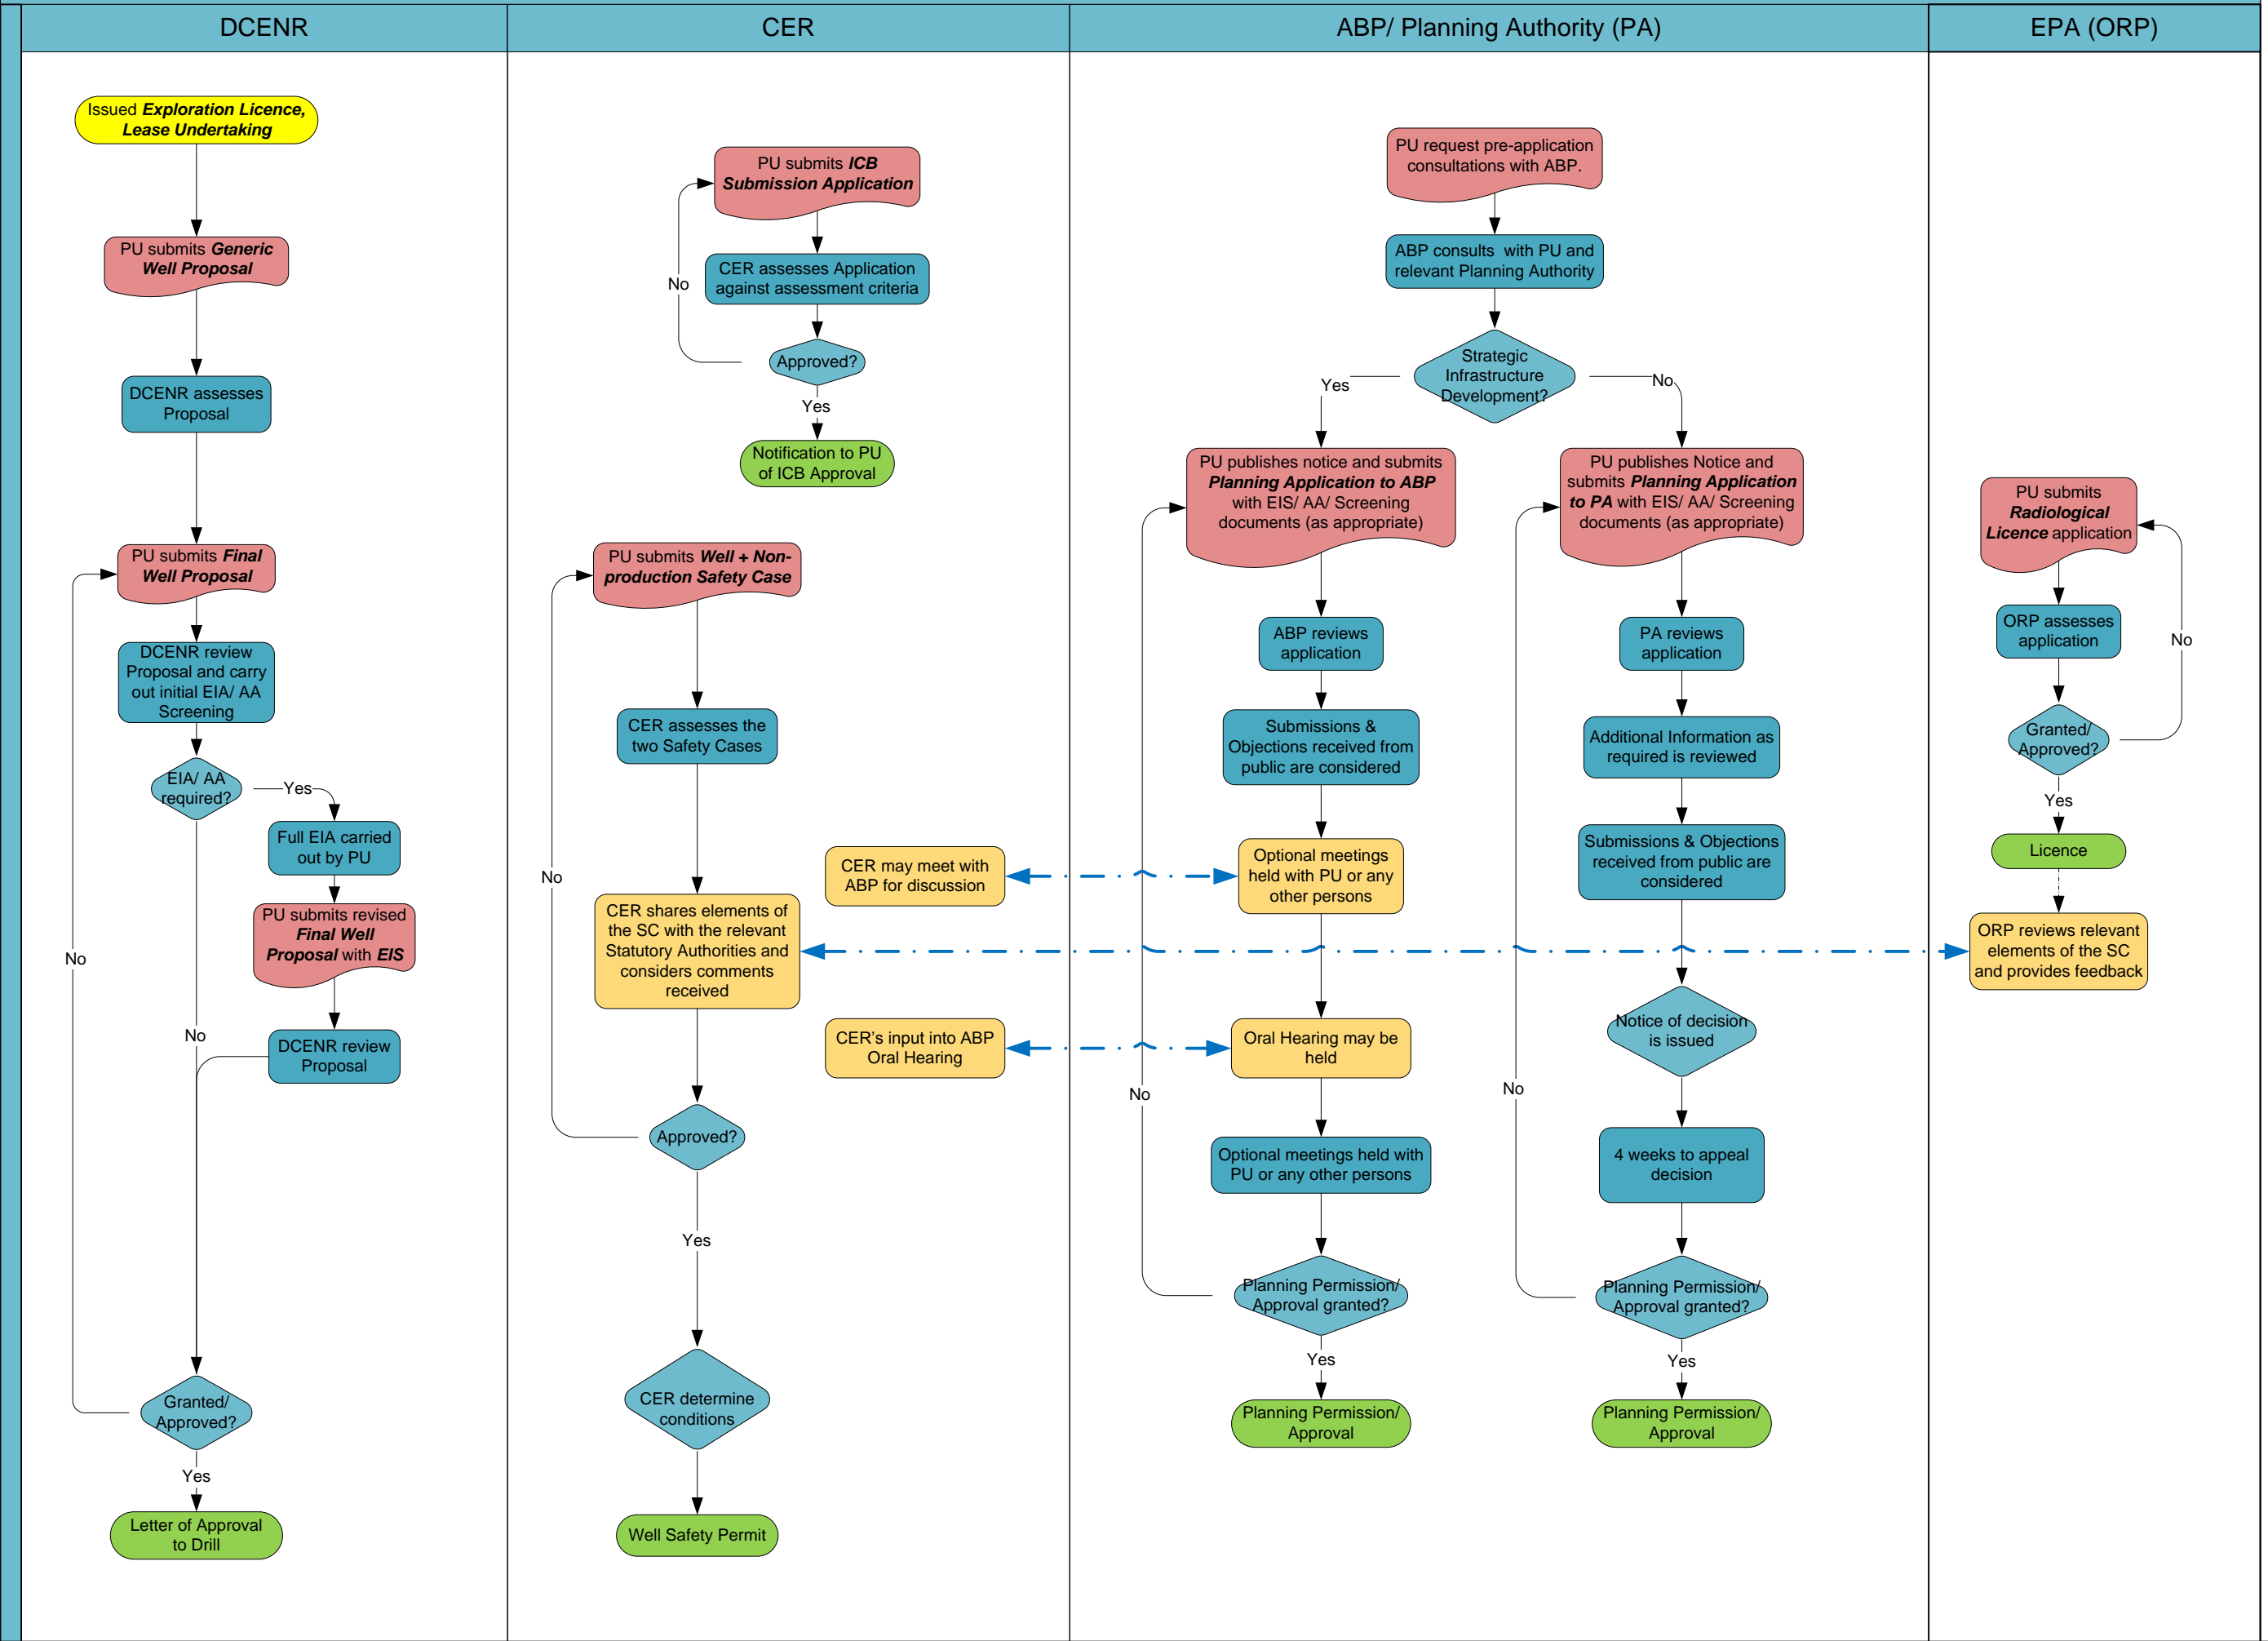 DCENR
CER
ABP/ Planning Authority (PA)
EPA (ORP)
Issued Exploration Licence,
Lease Undertaking
PU submits Generic
Well Proposal
DCENR assesses
Proposal
PU submits Final
Well Proposal
DCENR review
Proposal and carry
out initial EIA/ AA
Screening
EIA/ AA
required?
Yes
Full EIA carried
out by PU
PU submits revised
Final Well
Proposal with EIS
DCENR review
Proposal
No
No
Granted/
Approved?
Yes
Letter of Approval
to Drill
PU submits ICB
Submission Application
CER assesses Application
against assessment criteria
No
Approved?
Yes
Notification to PU
of ICB Approval
PU submits Well + Non-
production Safety Case
CER assesses the
two Safety Cases
No
CER may meet with
ABP for discussion
CER shares elements of
the SC with the relevant
Statutory Authorities and
considers comments
received
CER's input into ABP
Oral Hearing
Approved?
Yes
CER determine
conditions
Well Safety Permit
PU request pre-application
consultations with ABP.
ABP consults  with PU and
relevant Planning Authority
Strategic
Infrastructure
Development?
Yes
No
PU publishes notice and submits
Planning Application to ABP
with EIS/ AA/ Screening
documents (as appropriate)
ABP reviews
application
Submissions &
Objections received from
public are considered
Optional meetings
held with PU or any
other persons
Oral Hearing may be
held
No
Optional meetings held with
PU or any other persons
Planning Permission/
Approval granted?
Yes
Planning Permission/
Approval
PU publishes Notice and
submits Planning Application
to PA with EIS/ AA/ Screening
documents (as appropriate)
PA reviews
application
Additional Information as
required is reviewed
Submissions & Objections
received from public are
considered
Notice of decision
is issued
No
4 weeks to appeal
decision
Planning Permission/
Approval granted?
Yes
Planning Permission/
Approval
PU submits
Radiological
Licence application
ORP assesses
application
No
Granted/
Approved?
Yes
Licence
ORP reviews relevant
elements of the SC
and provides feedback